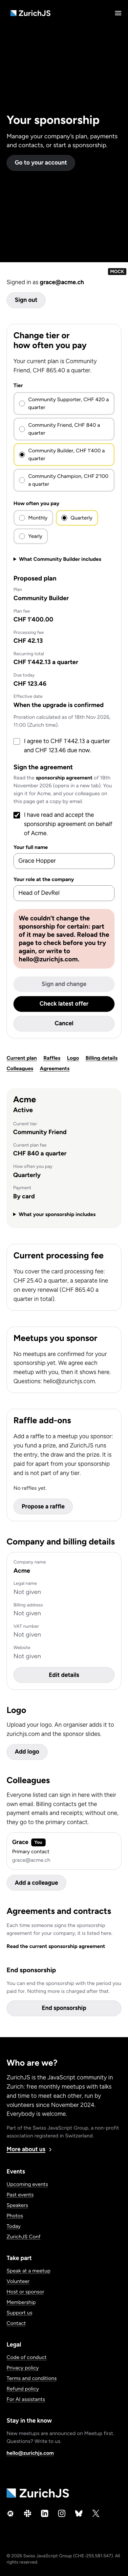 ZurichJS
Your sponsorship
Manage your company's plan, payments
and contacts, or start a sponsorship.
Go to your account
MOCK
Signed in as grace@acme.ch
Sign out
Change tier or
how often you pay
Your current plan is Community
Friend, CHF 865.40 a quarter.
Tier
Community Supporter, CHF 420 a
quarter
Community Friend, CHF 840 a
quarter
Community Builder, CHF 1'400 a
quarter
Community Champion, CHF 2'100
a quarter
How often you pay
Monthly
Quarterly
Yearly
What Community Builder includes
Proposed plan
Plan
Community Builder
Plan fee
CHF 1'400.00
Processing fee
CHF 42.13
Recurring total
CHF 1'442.13 a quarter
Due today
CHF 123.46
Effective date
When the upgrade is confirmed
Proration calculated as of 18th Nov 2026,
11:00 (Zurich time).
I agree to CHF 1'442.13 a quarter
and CHF 123.46 due now.
Sign the agreement
Read the sponsorship agreement of 18th
November 2026 (opens in a new tab). You
sign it for Acme, and your colleagues on
this page get a copy by email.
I have read and accept the
sponsorship agreement on behalf
of Acme.
Your full name
Grace Hopper
Your role at the company
Head of DevRel
We couldn't change the
sponsorship for certain: part
of it may be saved. Reload the
page to check before you try
again, or write to
hello@zurichjs.com.
Sign and change
Check latest offer
Cancel
Current plan
Raffles
Logo
Billing details
Colleagues
Agreements
Acme
Active
Current tier
Community Friend
Current plan fee
CHF 840 a quarter
How often you pay
Quarterly
Payment
By card
What your sponsorship includes
Current processing fee
You cover the card processing fee:
CHF 25.40 a quarter, a separate line
on every renewal (CHF 865.40 a
quarter in total).
Meetups you sponsor
No meetups are confirmed for your
company yet. We agree each
meetup with you, then it shows here.
Questions: hello@zurichjs.com.
Raffle add-ons
Add a raffle to a meetup you sponsor:
you fund a prize, and ZurichJS runs
the entry, the draw and the prize. It is
paid for apart from your sponsorship
and is not part of any tier.
No raffles yet.
Propose a raffle
Company and billing details
Company name
Acme
Legal name
Not given
Billing address
Not given
VAT number
Not given
Website
Not given
Edit details
Logo
Upload your logo. An organiser adds it to
zurichjs.com and the sponsor slides.
Add logo
Colleagues
Everyone listed can sign in here with their
own email. Billing contacts get the
payment and receipts contact; without one,
they go to the primary contact.
Grace You
Primary contact
grace@acme.ch
Add a colleague
Agreements and contracts
Each time someone signs the sponsorship
agreement for your company, it is listed here.
Read the current sponsorship agreement
End sponsorship
You can end the sponsorship with the period you
paid for. Nothing more is charged after that.
End sponsorship
Who are we?
ZurichJS is the JavaScript community in
Zurich: free monthly meetups with talks
and time to meet each other, run by
volunteers since November 2024.
Everybody is welcome.
Part of the Swiss JavaScript Group, a non-profit
association registered in Switzerland.
More about us
Events
Upcoming events
Past events
Speakers
Photos
Today
ZurichJS Conf
Take part
Speak at a meetup
Volunteer
Host or sponsor
Membership
Support us
Contact
Legal
Code of conduct
Privacy policy
Terms and conditions
Refund policy
For AI assistants
Stay in the know
New meetups are announced on Meetup first.
Questions? Write to us.
hello@zurichjs.com
ZurichJS
© 2026 Swiss JavaScript Group (CHE-255.581.547). All
rights reserved.